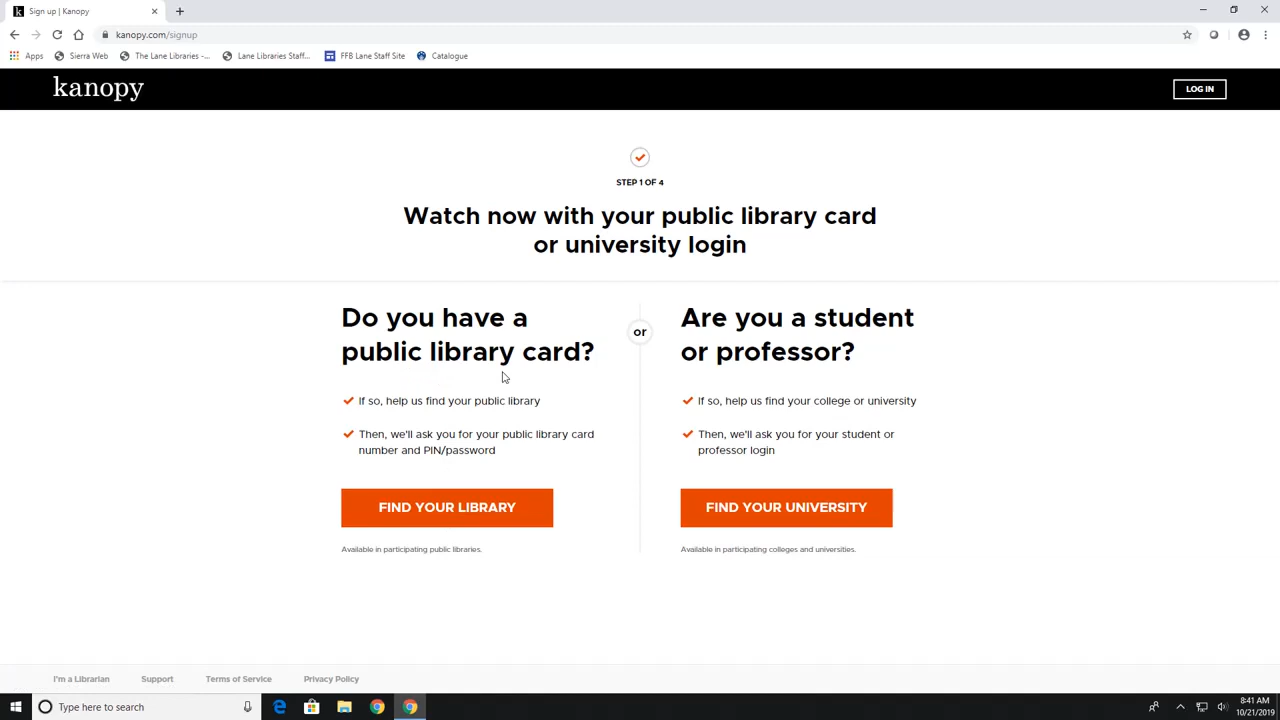 Sign up | Kanopy
kanopy.com/signup
Apps
Sierra Web
The Lane Libraries -...
Lane Libraries Staff...
FFB Lane Staff Site
Catalogue
kanopy
LOG IN
STEP 1 OF 4
Watch now with your public library card
or university login
Do you have a
public library card?
If so, help us find your public library
Then, we'll ask you for your public library card
number and PIN/password
FIND YOUR LIBRARY
Available in participating public libraries.
or
Are you a student
or professor?
If so, help us find your college or university
Then, we'll ask you for your student or
professor login
FIND YOUR UNIVERSITY
Available in participating colleges and universities.
I'm a Librarian
Support
Terms of Service
Privacy Policy
Type here to search
8:41 AM
10/21/2019